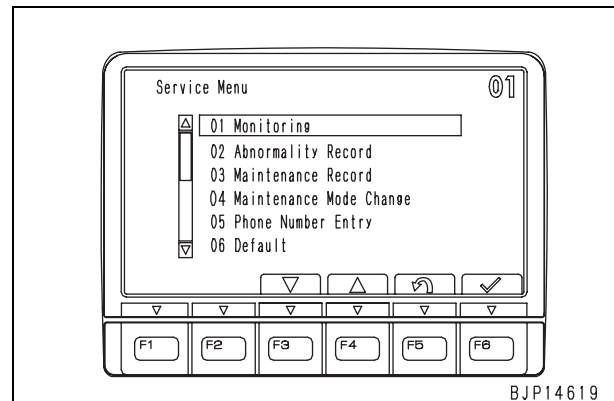 Service Menu 01
01 Monitoring
02 Abnormality Record
03 Maintenance Record
04 Maintenance Mode Change
05 Phone Number Entry
06 Default
F1 F2 F3 F4 F5 F6
BJP14619